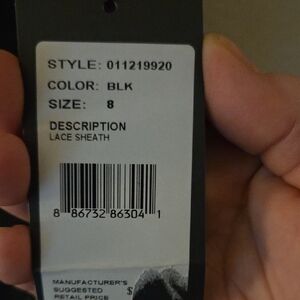 STYLE: 011219920
COLOR: BLK
SIZE: 8
DESCRIPTION
LACE SHEATH
8 86732 86304 1
MANUFACTURER'S
SUGGESTED
RETAIL PRICE
$